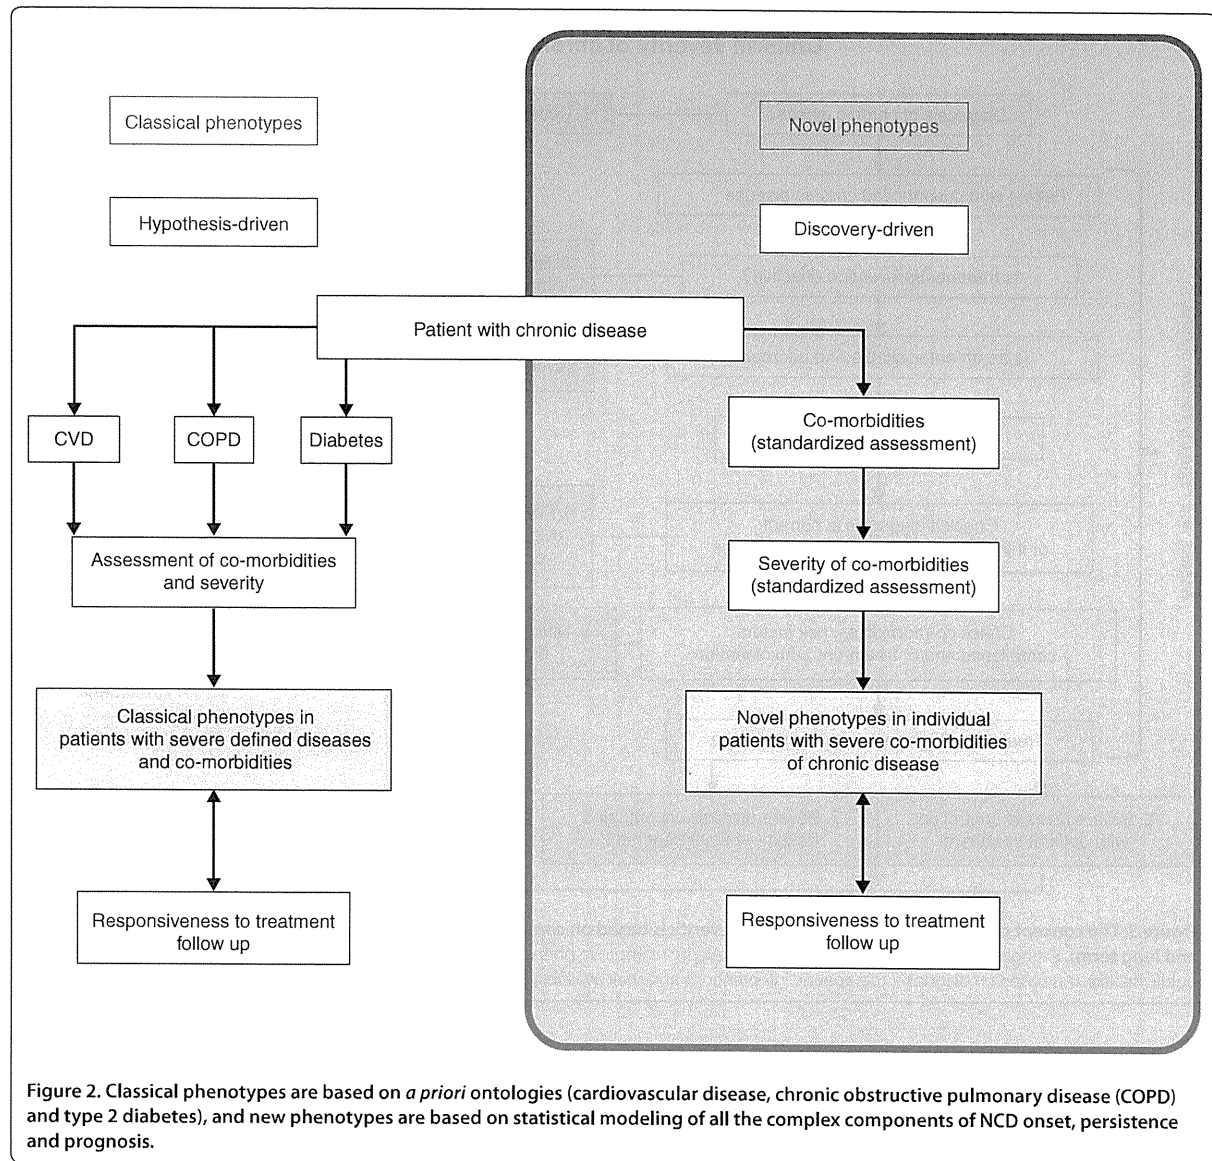 Classical phenotypes
Novel phenotypes
Hypothesis-driven
Discovery-driven
Patient with chronic disease
CVD
COPD
Diabetes
Co-morbidities
(standardized assessment)
Assessment of co-morbidities
and severity
Severity of co-morbidities
(standardized assessment)
Classical phenotypes in
patients with severe defined diseases
and co-morbidities
Novel phenotypes in individual
patients with severe co-morbidities
of chronic disease
Responsiveness to treatment
follow up
Responsiveness to treatment
follow up
Figure 2. Classical phenotypes are based on a priori ontologies (cardiovascular disease, chronic obstructive pulmonary disease (COPD)
and type 2 diabetes), and new phenotypes are based on statistical modeling of all the complex components of NCD onset, persistence
and prognosis.